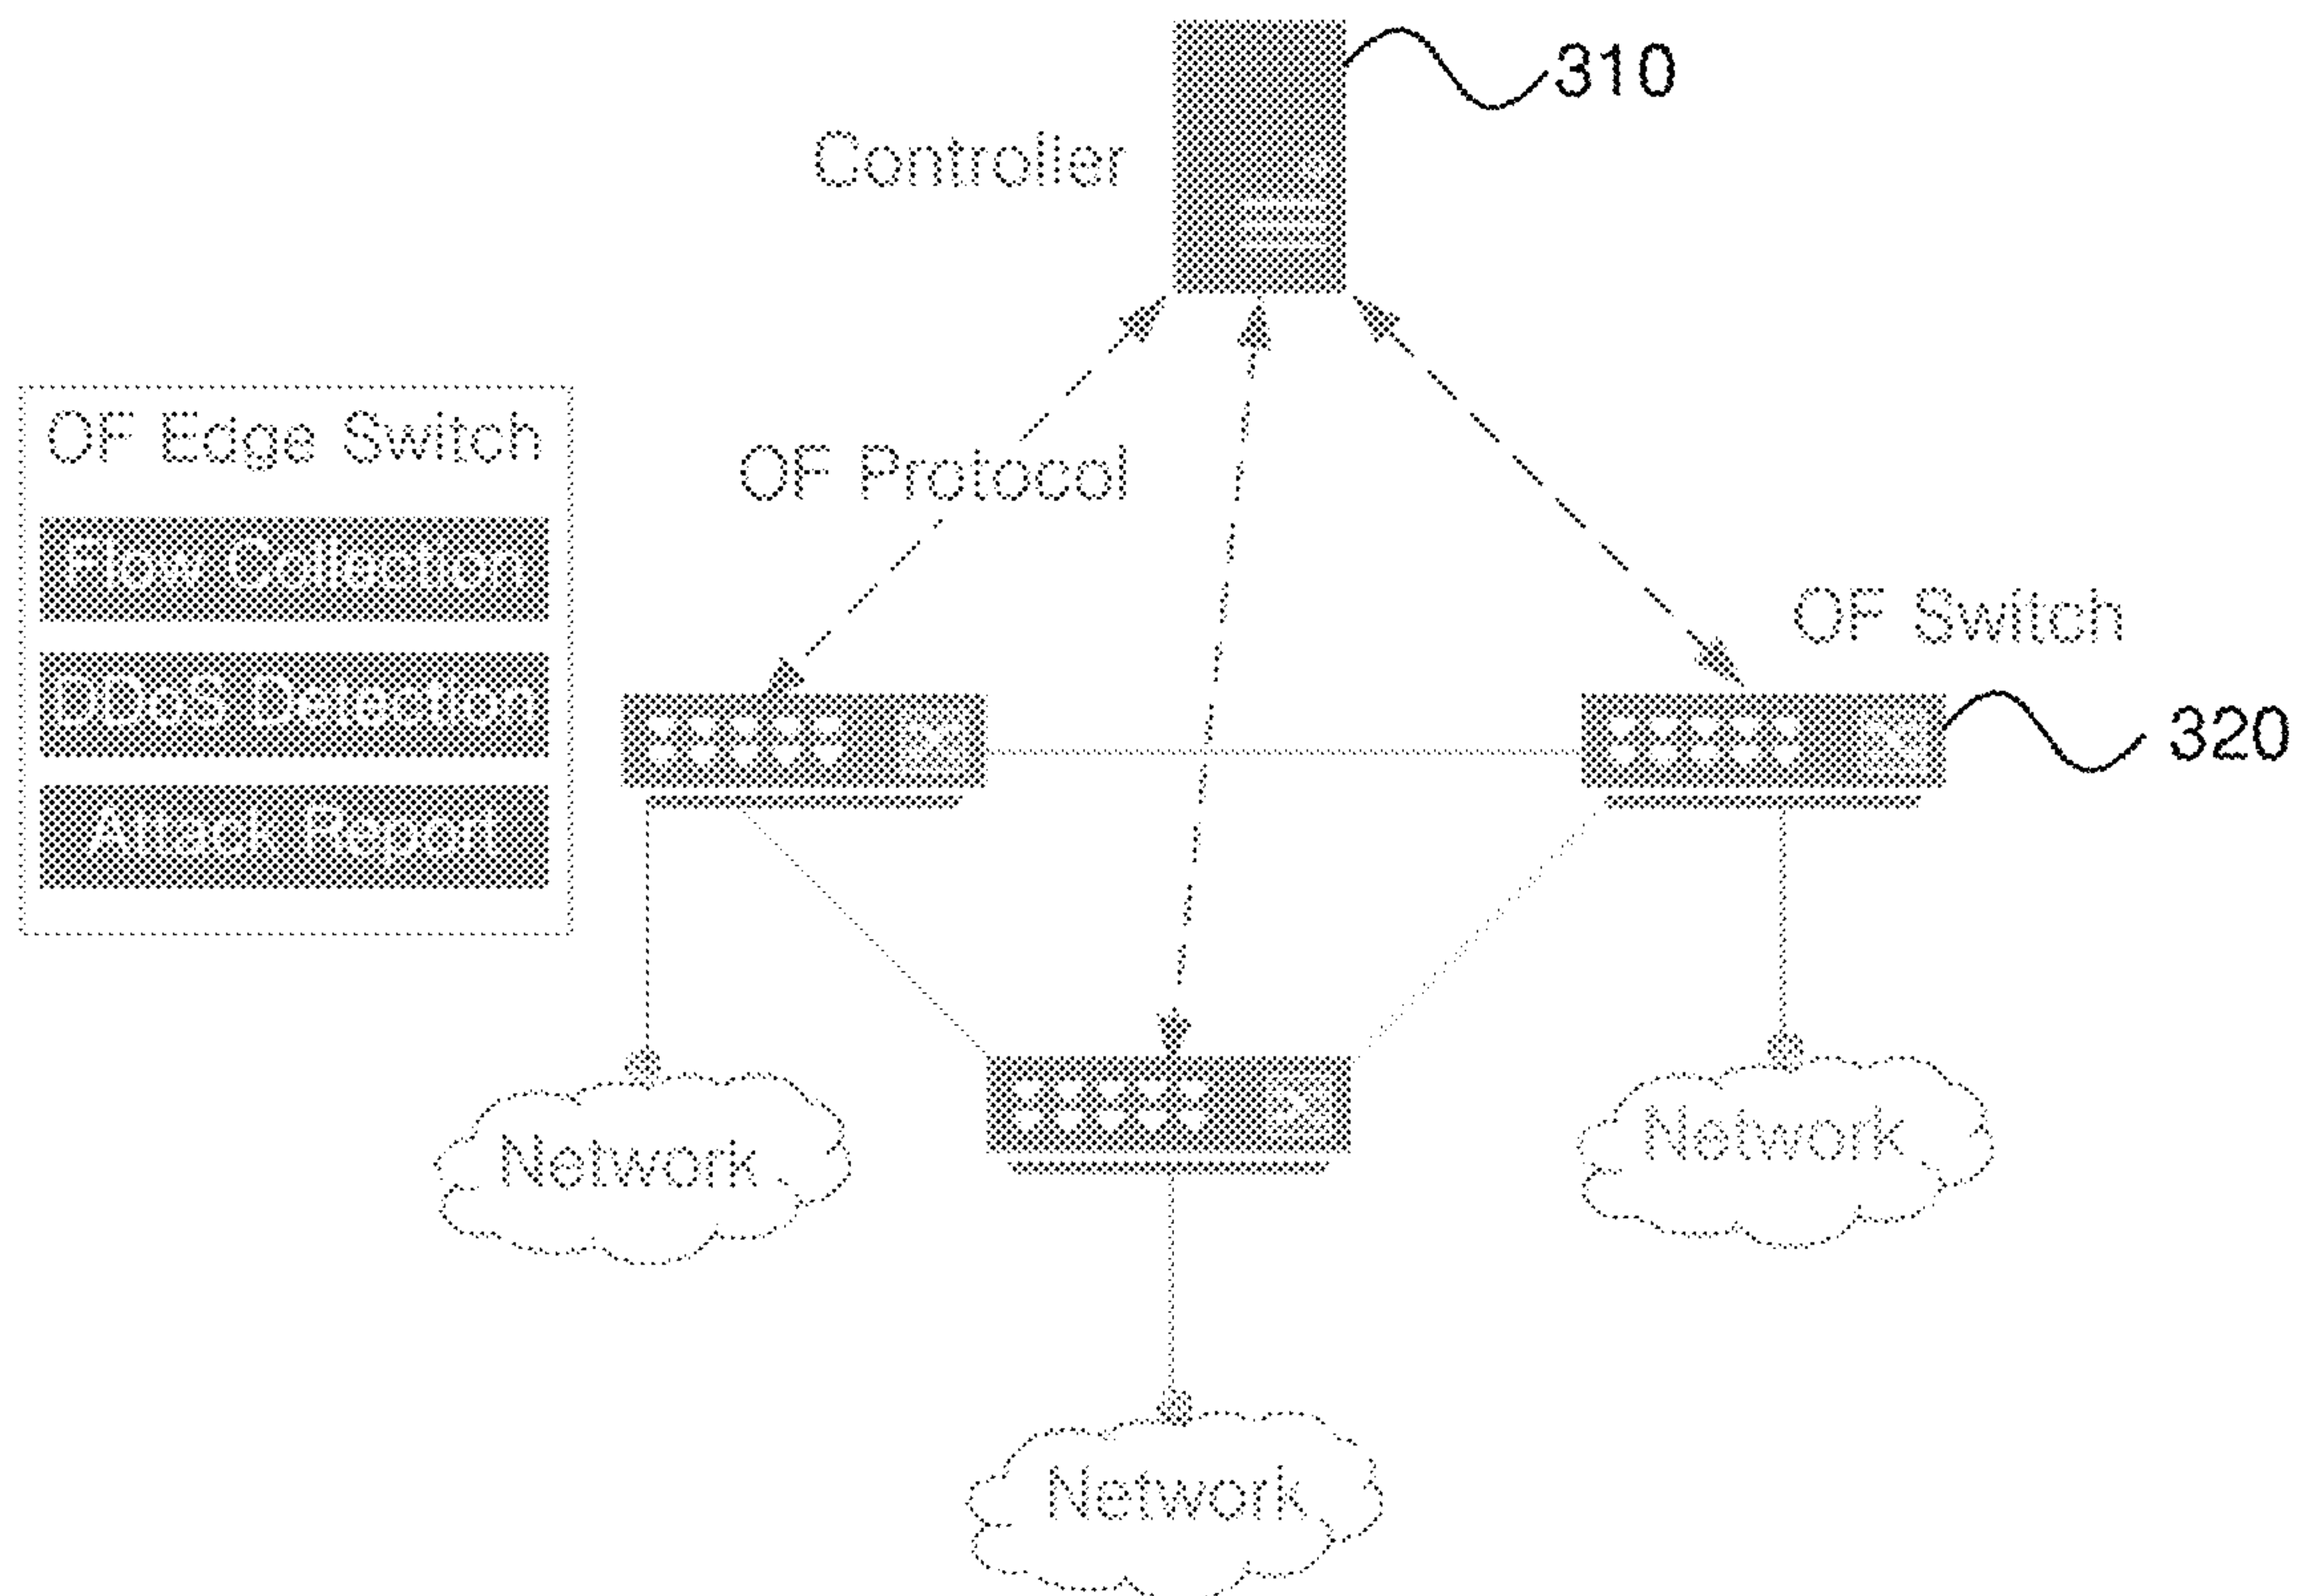 310
Controller
OF Edge Switch
OF Protocol
Flow Collection
OF Switch
DDoS Detection
320
Attack Report
Network
Network
Network